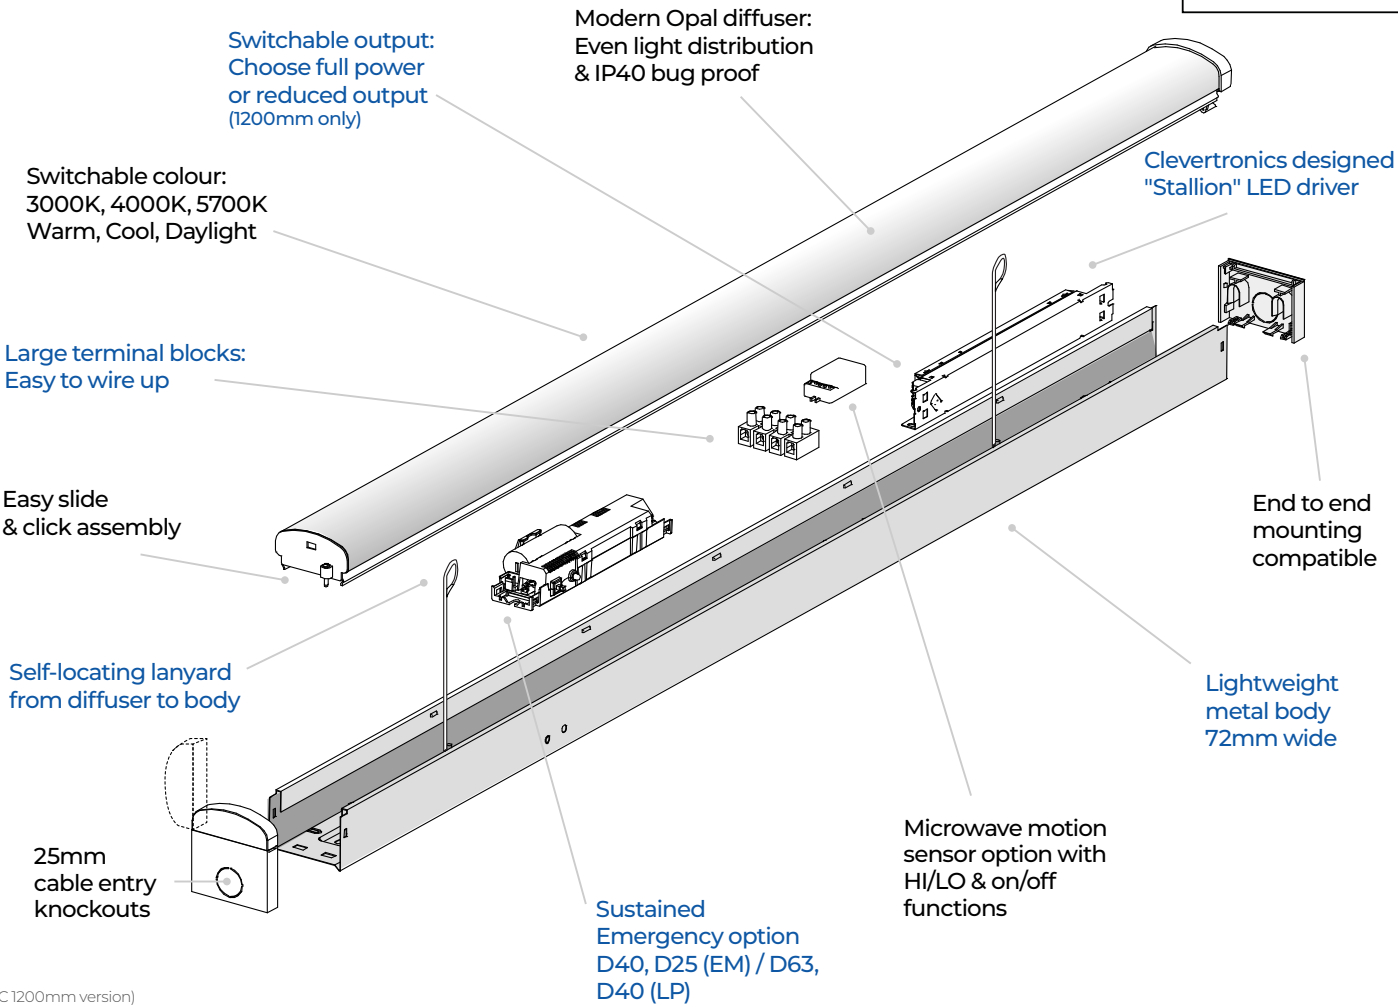 Modern Opal diffuser:
Even light distribution
& IP40 bug proof
Switchable output:
Choose full power
or reduced output
(1200mm only)
Clevertronics designed
"Stallion" LED driver
Switchable colour:
3000K, 4000K, 5700K
Warm, Cool, Daylight
Large terminal blocks:
Easy to wire up
Easy slide
& click assembly
End to end
mounting
compatible
Self-locating lanyard
from diffuser to body
Lightweight
metal body
72mm wide
25mm
cable entry
knockouts
Microwave motion
sensor option with
HI/LO & on/off
functions
Sustained
Emergency option
D40, D25 (EM) / D63,
D40 (LP)
C 1200mm version)